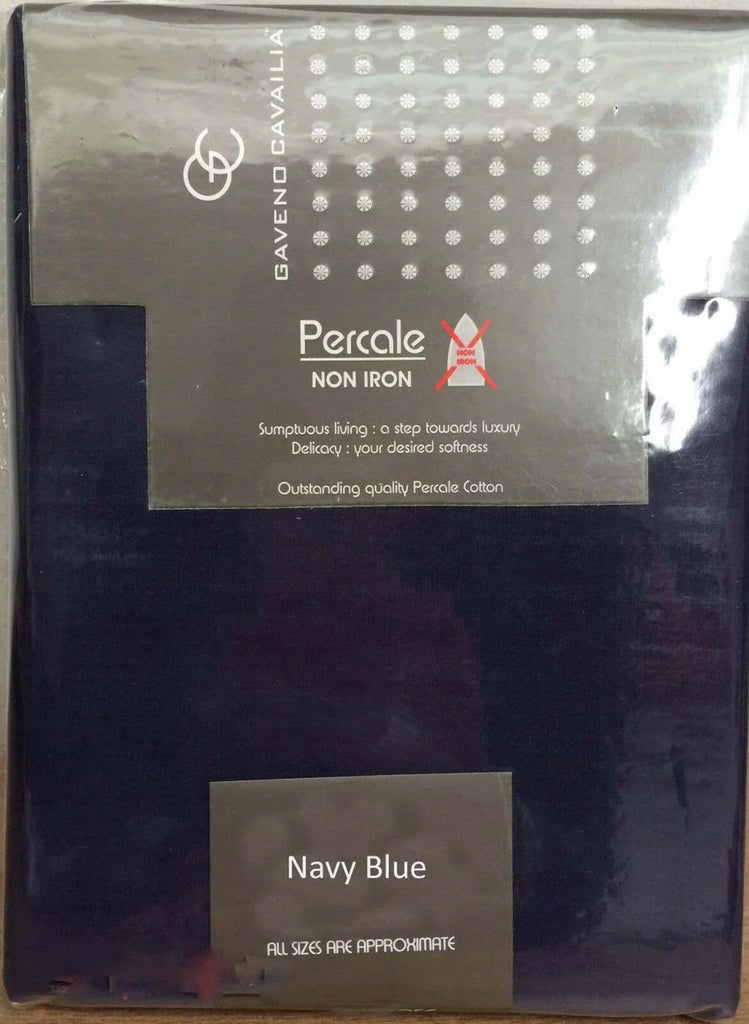 GAVENO CAVAILIA
Percale
NON IRON
NON
IRON
Sumptuous living : a step towards luxury
Delicacy : your desired softness
Outstanding quality Percale Cotton
Navy Blue
ALL SIZES ARE APPROXIMATE